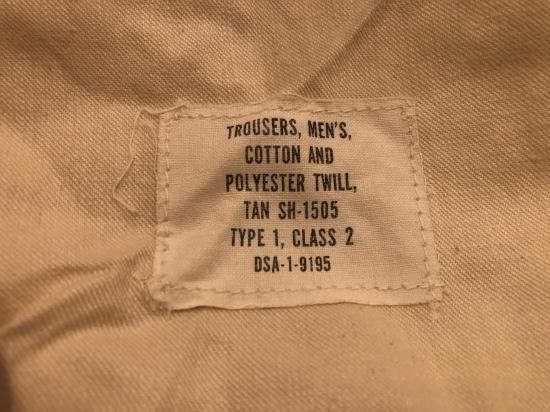 TROUSERS, MEN'S,
COTTON AND
POLYESTER TWILL,
TAN SH-1505
TYPE 1, CLASS 2
DSA-1-9195